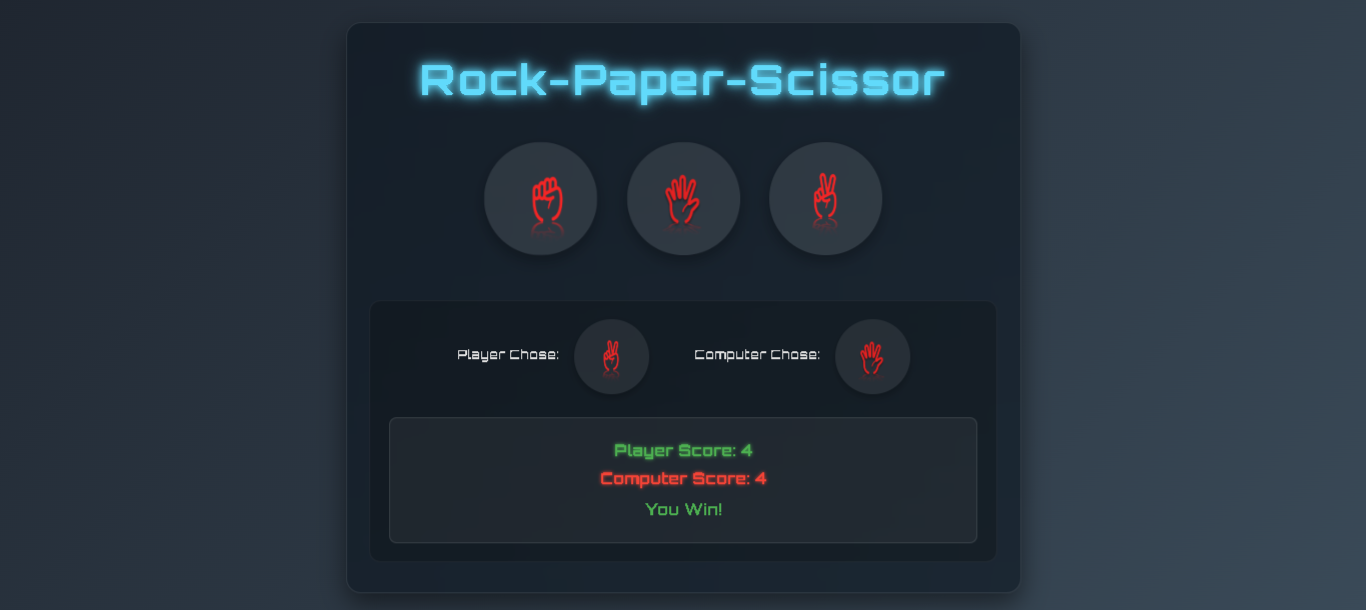 Rock-Paper-Scissor
Player Chose:
Computer Chose:
Player Score: 4
Computer Score: 4
You Win!